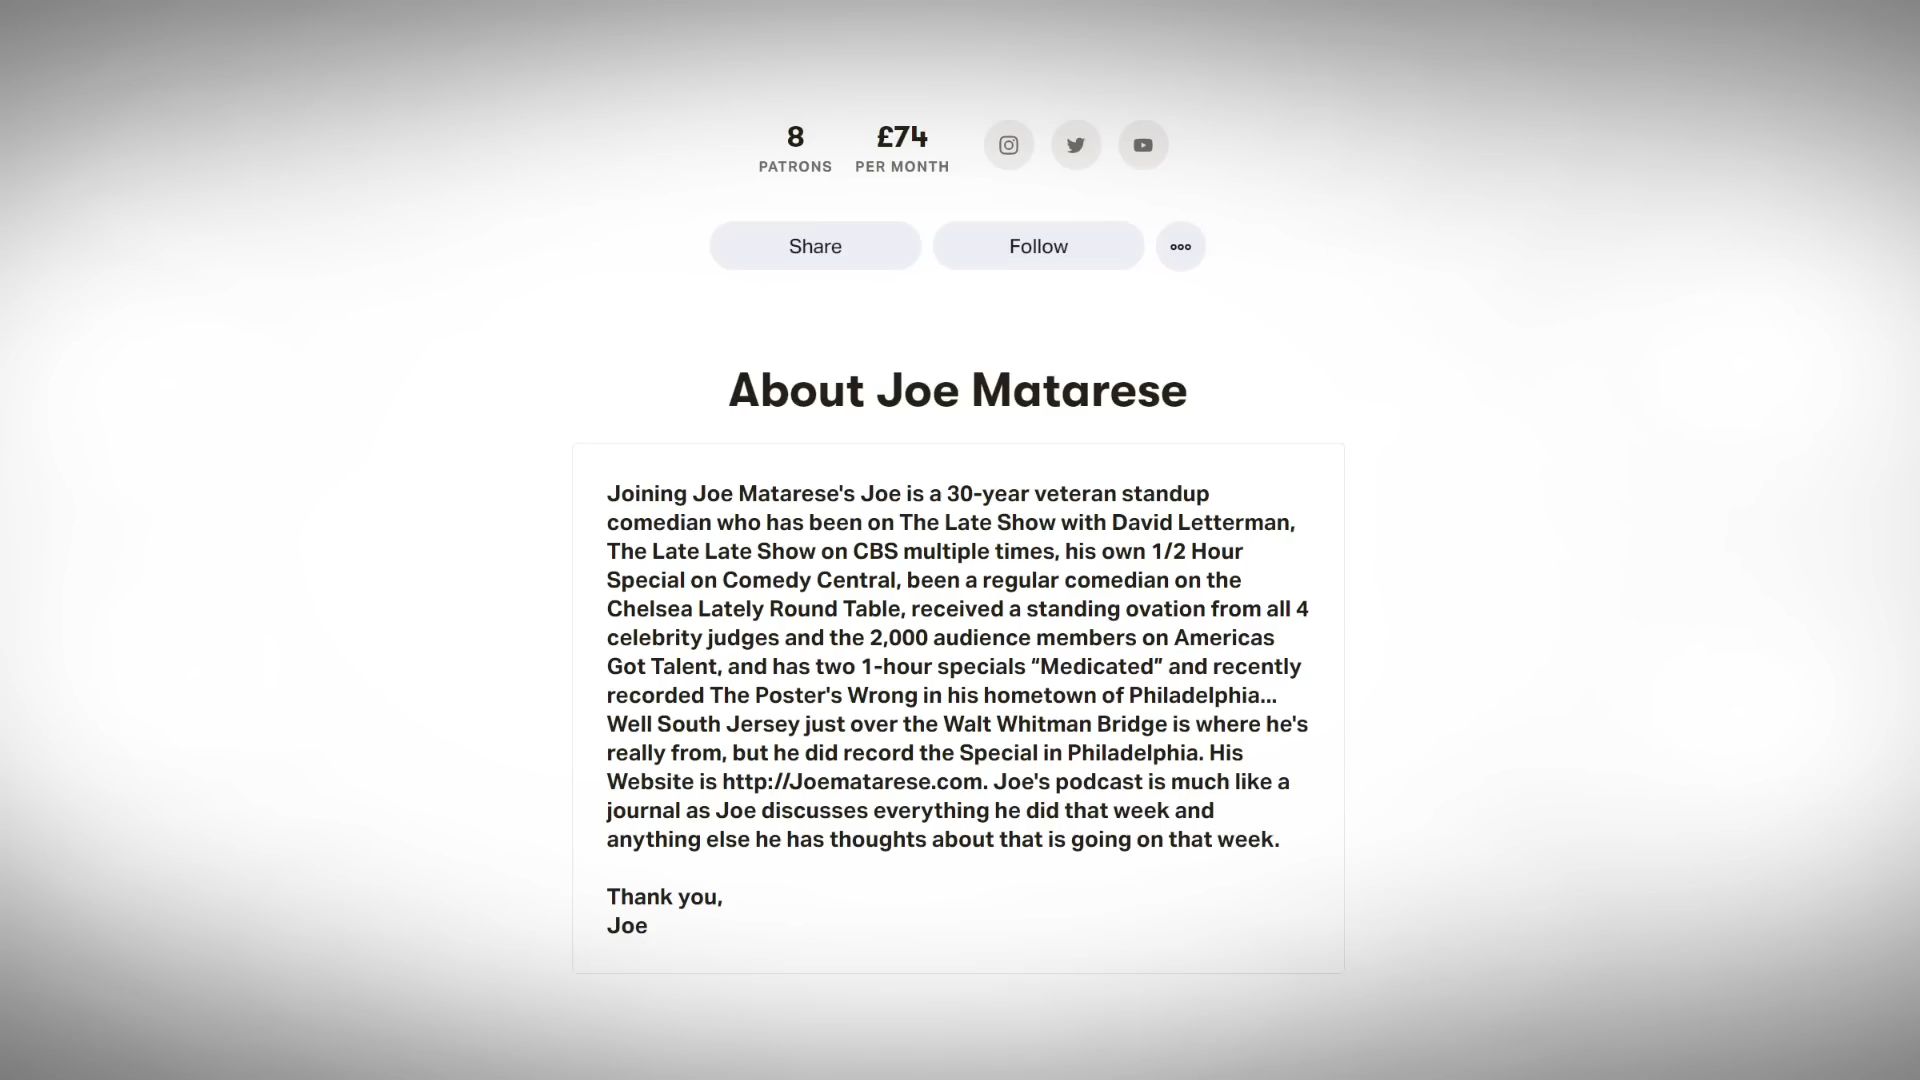 8 £74
PATRONS PER MONTH
Share Follow
About Joe Matarese
Joining Joe Matarese's Joe is a 30-year veteran standup
comedian who has been on The Late Show with David Letterman,
The Late Late Show on CBS multiple times, his own 1/2 Hour
Special on Comedy Central, been a regular comedian on the
Chelsea Lately Round Table, received a standing ovation from all 4
celebrity judges and the 2,000 audience members on Americas
Got Talent, and has two 1-hour specials “Medicated” and recently
recorded The Poster's Wrong in his hometown of Philadelphia...
Well South Jersey just over the Walt Whitman Bridge is where he's
really from, but he did record the Special in Philadelphia. His
Website is http://Joematarese.com. Joe's podcast is much like a
journal as Joe discusses everything he did that week and
anything else he has thoughts about that is going on that week.
Thank you,
Joe